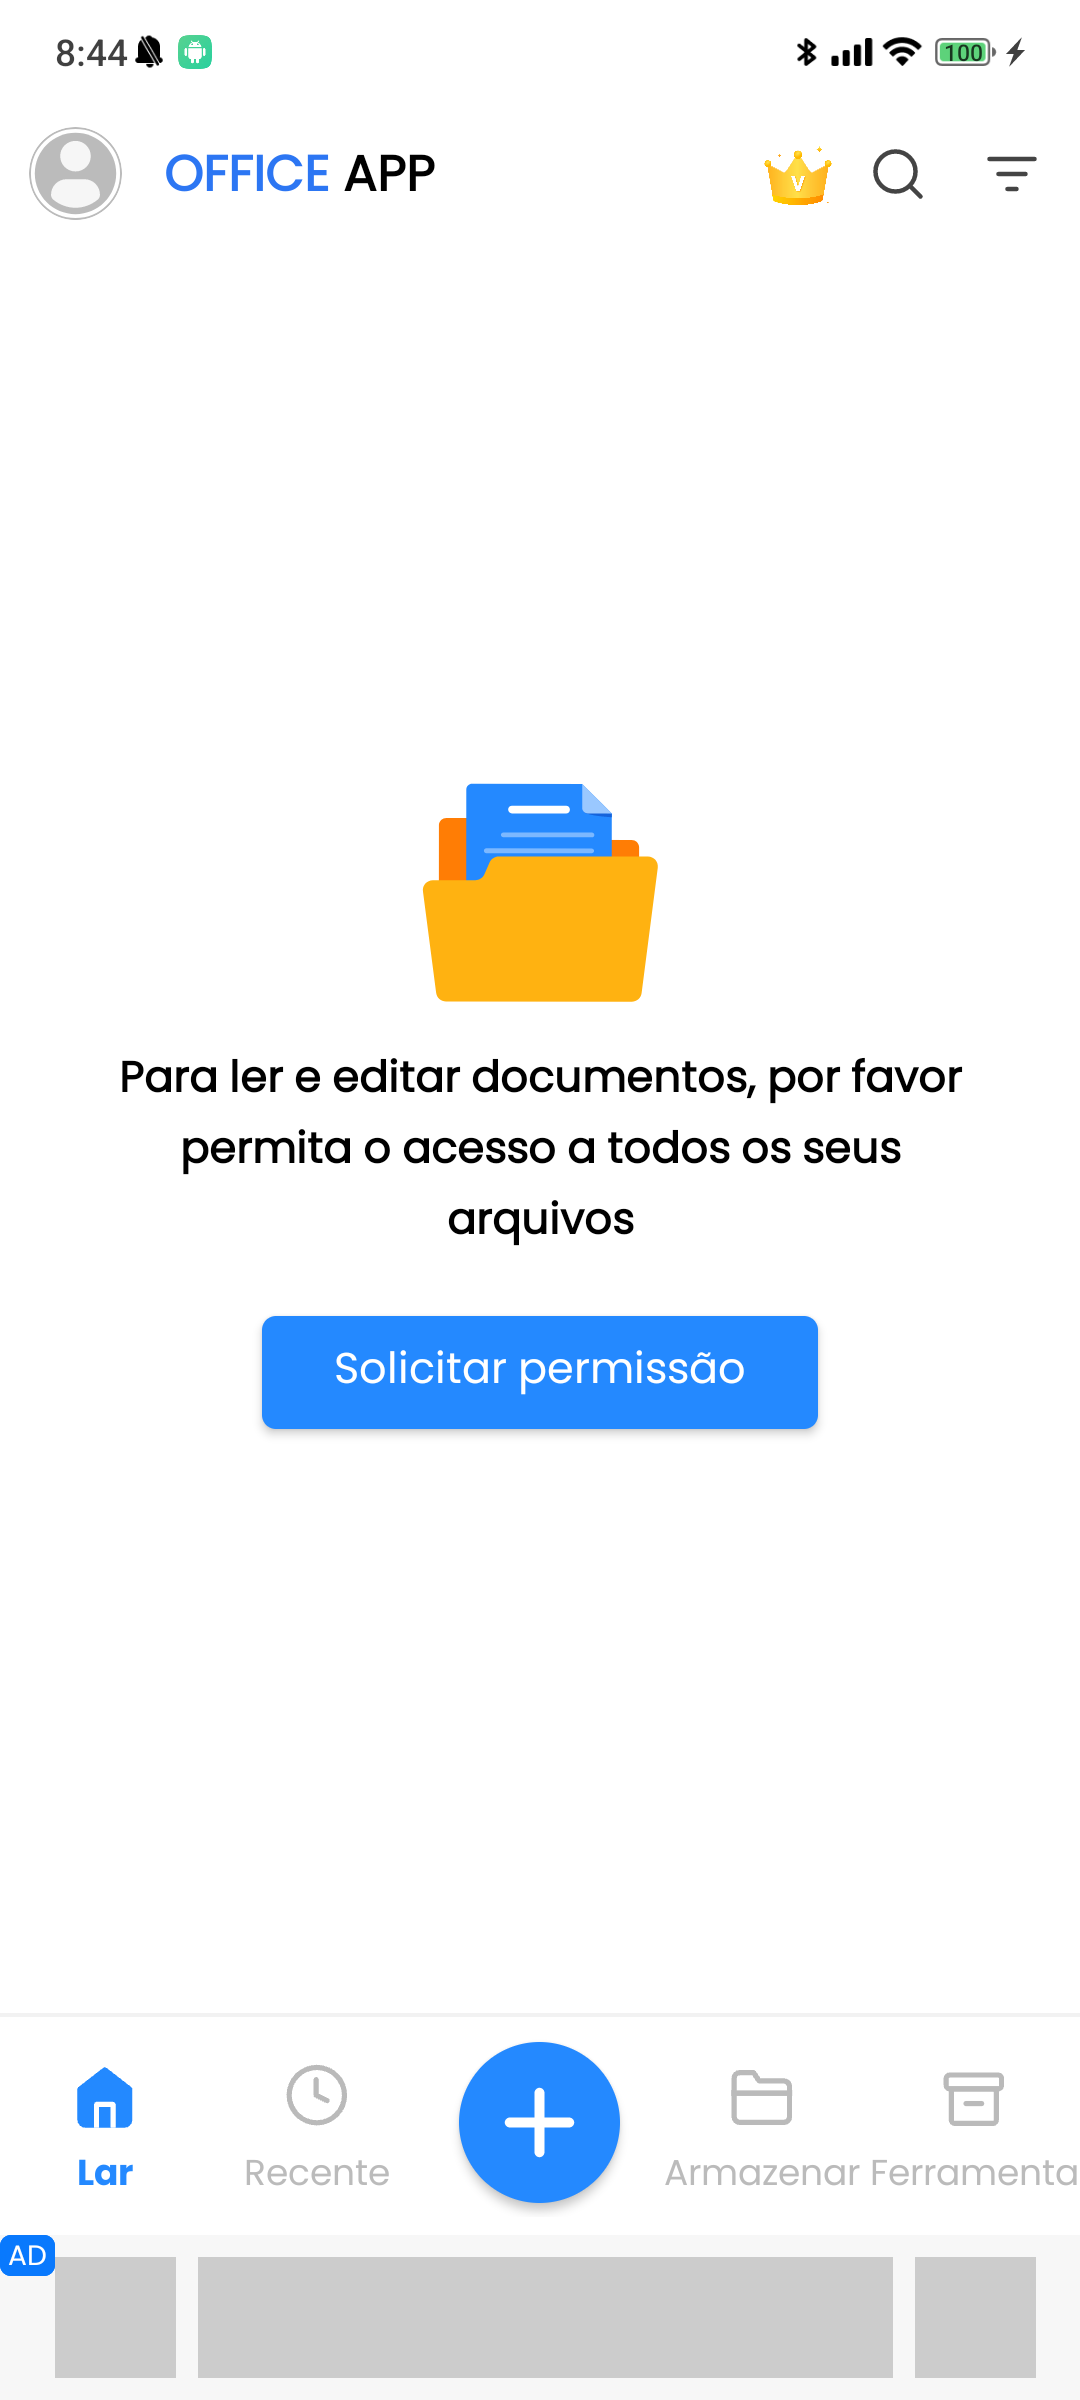 8:44
100
OFFICE APP
V
Para ler e editar documentos, por favor
permita o acesso a todos os seus
arquivos
Solicitar permissão
Lar
Recente
Armazenar
Ferramenta
AD